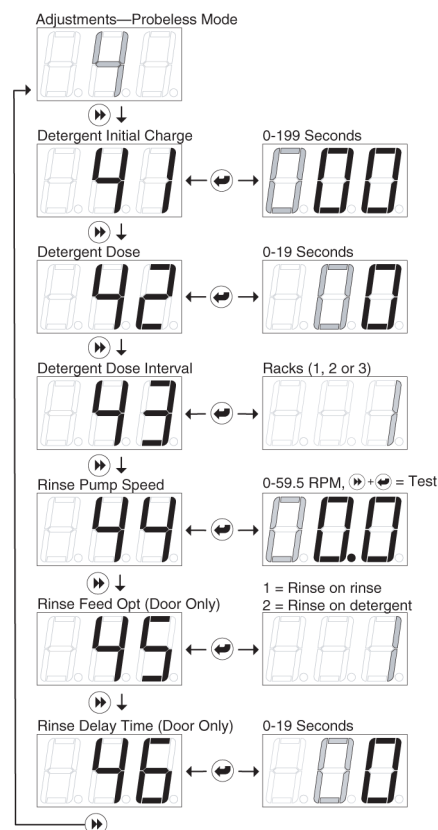 Adjustments—Probeless Mode
4
Detergent Initial Charge
0-199 Seconds
41
000
Detergent Dose
0-19 Seconds
42
00
Detergent Dose Interval
Racks (1, 2 or 3)
43
1
Rinse Pump Speed
0-59.5 RPM, + = Test
44
00.0
Rinse Feed Opt (Door Only)
1 = Rinse on rinse
2 = Rinse on detergent
45
1
Rinse Delay Time (Door Only)
0-19 Seconds
46
00